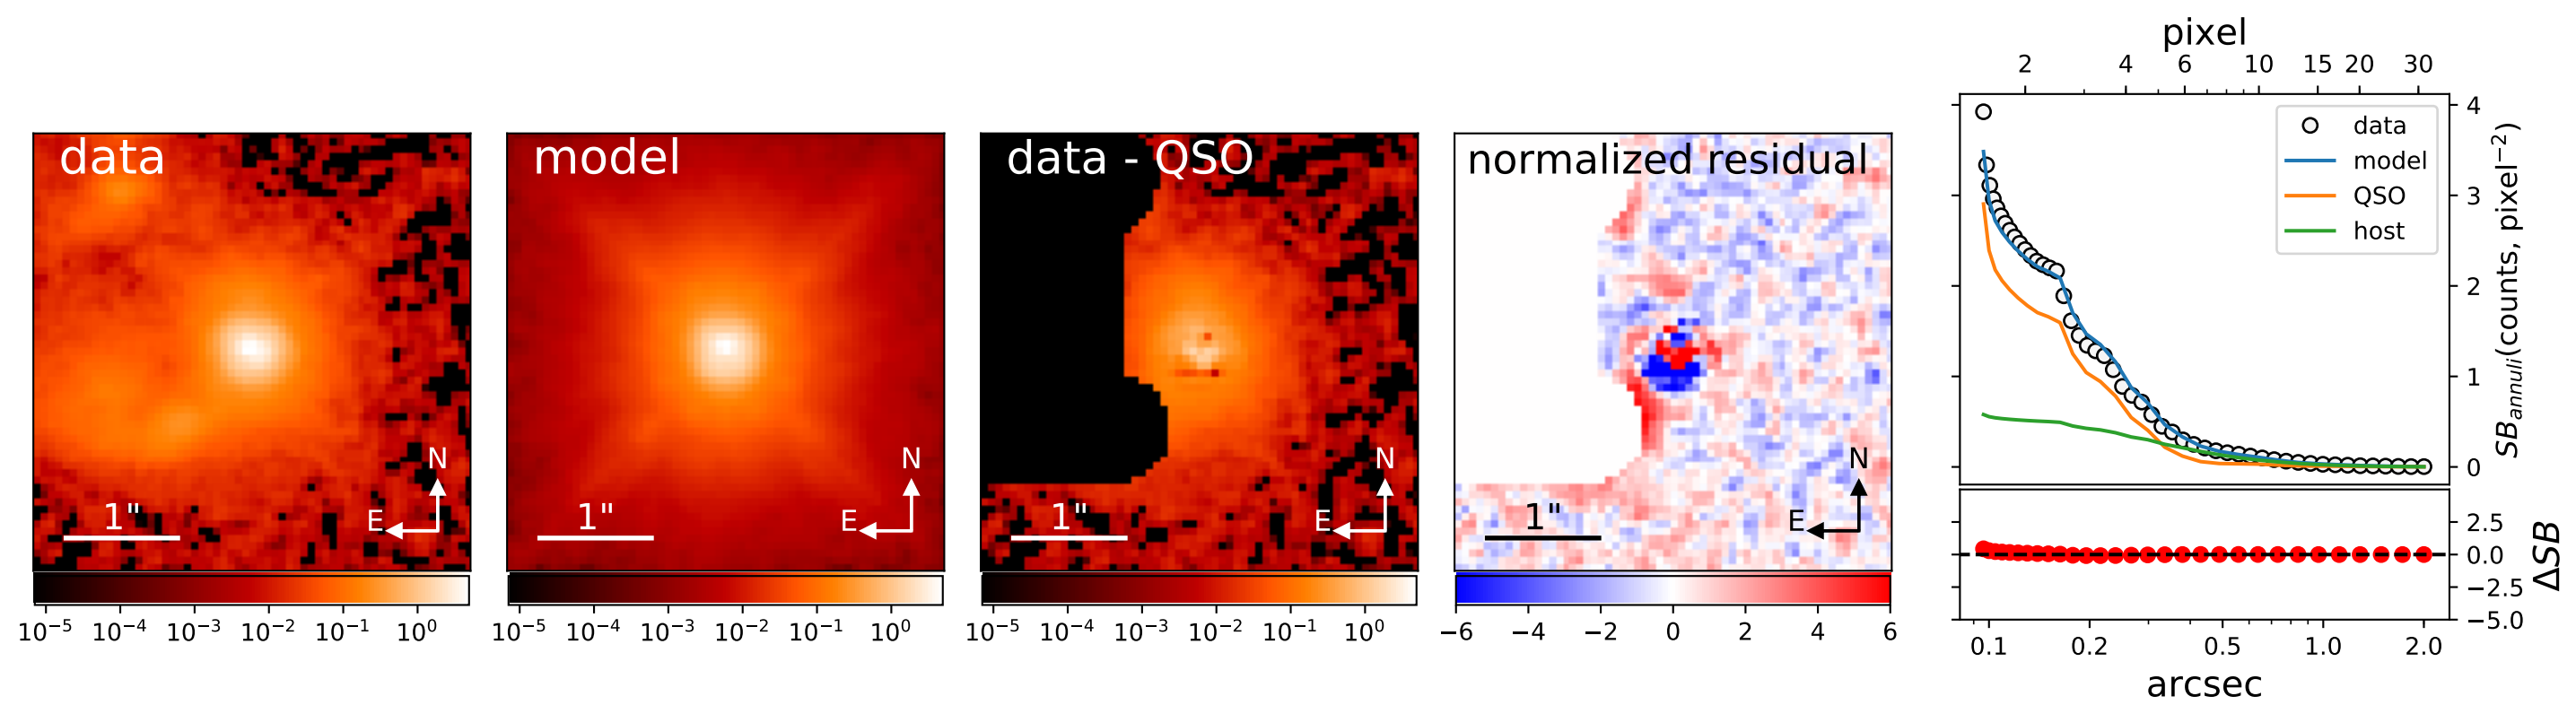 data
N
E
1"
10⁻⁵ 10⁻⁴ 10⁻³ 10⁻² 10⁻¹ 10⁰
model
N
E
1"
10⁻⁵ 10⁻⁴ 10⁻³ 10⁻² 10⁻¹ 10⁰
data - QSO
N
E
1"
10⁻⁵ 10⁻⁴ 10⁻³ 10⁻² 10⁻¹ 10⁰
normalized residual
N
E
1"
−6 −4 −2 0 2 4 6
pixel
2 4 6 10 15 20 30
data
model
QSO
host
4
3
2
1
0
SB_annuli(counts, pixel⁻²)
2.5
0.0
−2.5
−5.0
ΔSB
0.1 0.2 0.5 1.0 2.0
arcsec